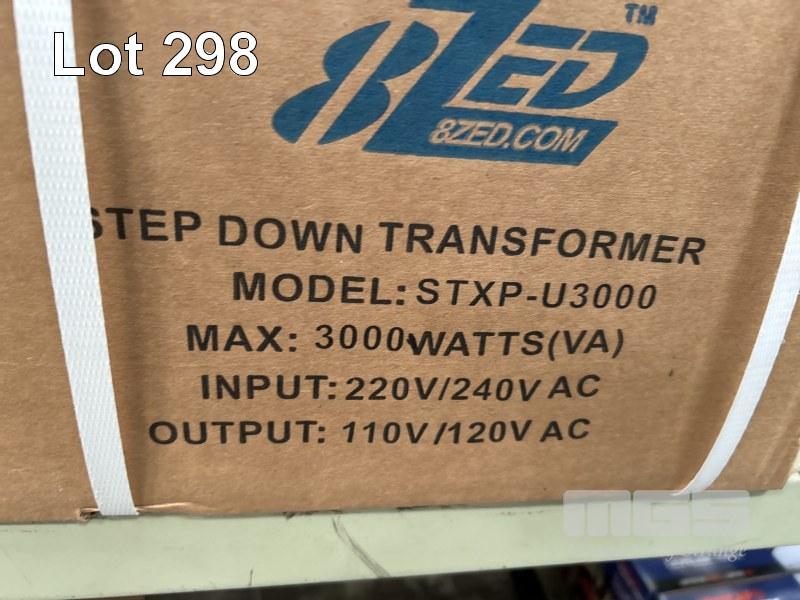 Lot 298
8ZED TM
8ZED.COM
STEP DOWN TRANSFORMER
MODEL: STXP-U3000
MAX: 3000WATTS(VA)
INPUT: 220V/240V AC
OUTPUT: 110V/120V AC
MGS